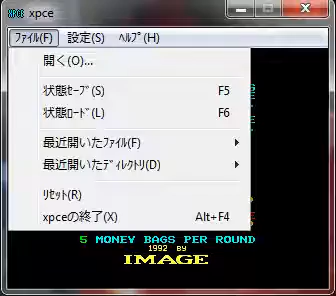 xpce
ﾌｧｲﾙ(F) 設定(S) ﾍﾙﾌﾟ(H)
開く(O)...
状態ｾｰﾌﾞ(S) F5
状態ﾛｰﾄﾞ(L) F6
最近開いたﾌｧｲﾙ(F)
最近開いたﾃﾞｨﾚｸﾄﾘ(D)
ﾘｾｯﾄ(R)
xpceの終了(X) Alt+F4
5 MONEY BAGS PER ROUND
1992 BY
IMAGE